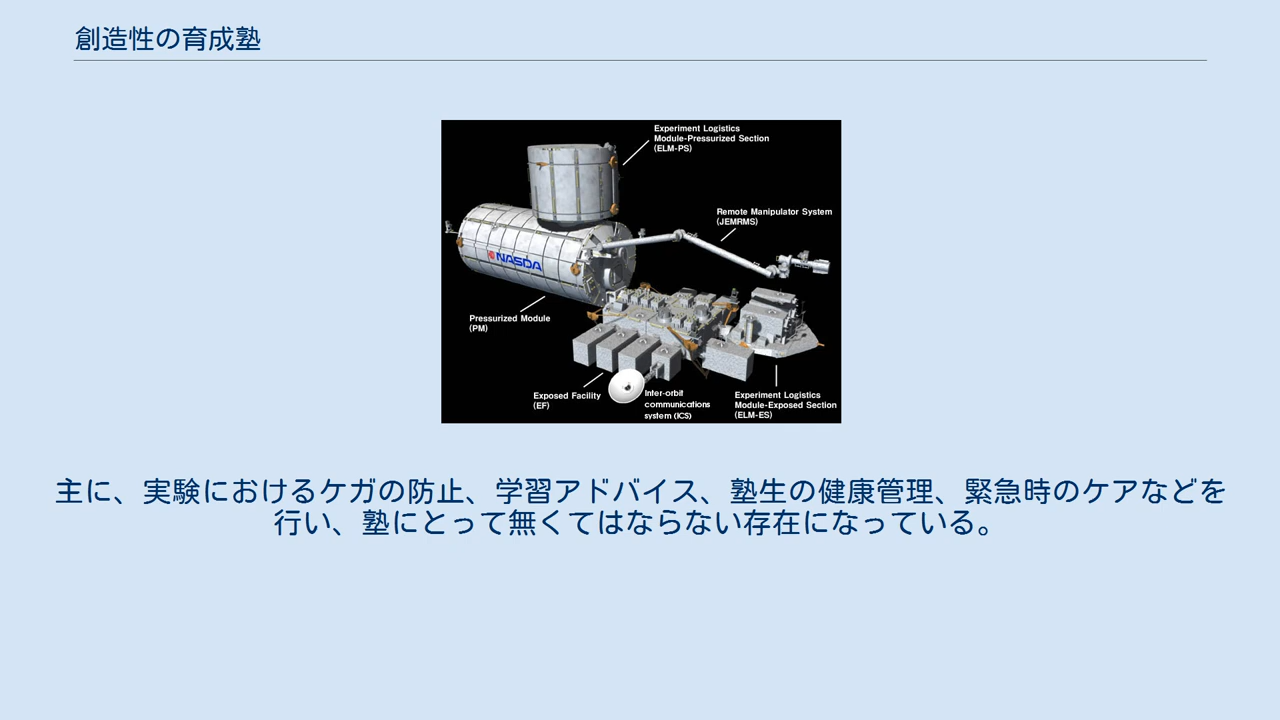 創造性の育成塾
Experiment Logistics
Module-Pressurized Section
(ELM-PS)
Remote Manipulator System
(JEMRMS)
NASDA
Pressurized Module
(PM)
Exposed Facility
(EF)
Inter-orbit
communications
system (ICS)
Experiment Logistics
Module-Exposed Section
(ELM-ES)
主に、実験におけるケガの防止、学習アドバイス、塾生の健康管理、緊急時のケアなどを
行い、塾にとって無くてはならない存在になっている。